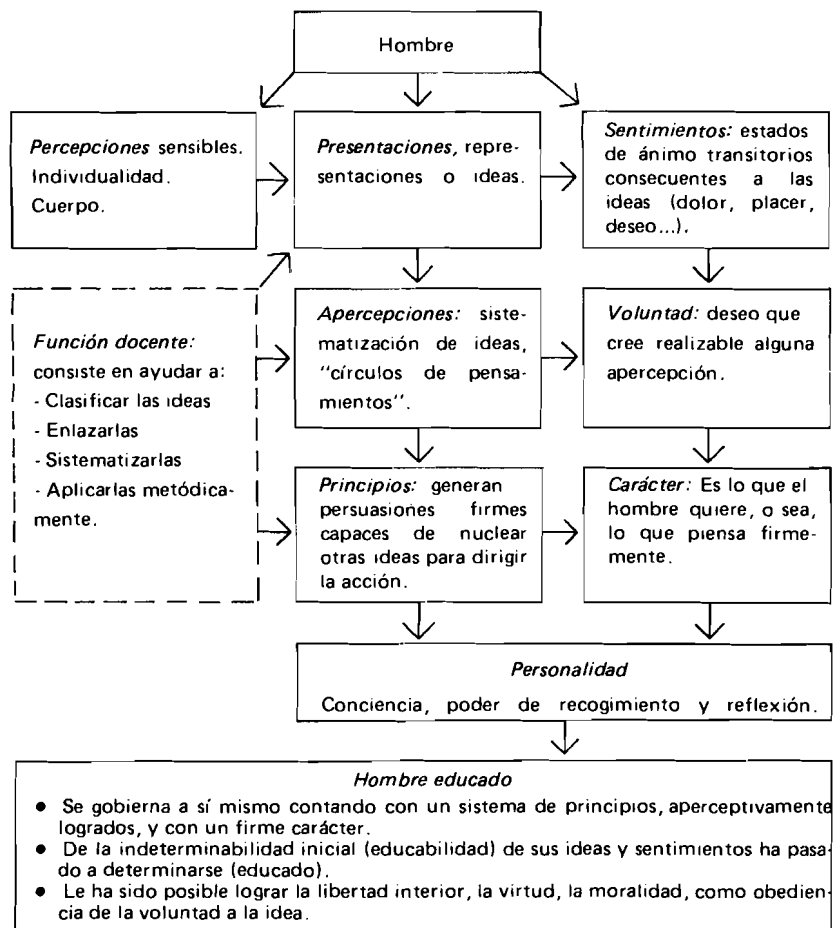 Hombre
Percepciones sensibles.
Individualidad.
Cuerpo.
Presentaciones, repre-
sentaciones o ideas.
Sentimientos: estados
de ánimo transitorios
consecuentes a las
ideas (dolor, placer,
deseo...).
Función docente:
consiste en ayudar a:
- Clasificar las ideas
- Enlazarlas
- Sistematizarlas
- Aplicarlas metódica-
mente.
Apercepciones: siste-
matización de ideas,
"círculos de pensa-
mientos".
Voluntad: deseo que
cree realizable alguna
apercepción.
Principios: generan
persuasiones firmes
capaces de nuclear
otras ideas para dirigir
la acción.
Carácter: Es lo que el
hombre quiere, o sea,
lo que piensa firme-
mente.
Personalidad
Conciencia, poder de recogimiento y reflexión.
Hombre educado
● Se gobierna a sí mismo contando con un sistema de principios, aperceptivamente
logrados, y con un firme carácter.
● De la indeterminabilidad inicial (educabilidad) de sus ideas y sentimientos ha pasa-
do a determinarse (educado).
● Le ha sido posible lograr la libertad interior, la virtud, la moralidad, como obedien-
cia de la voluntad a la idea.